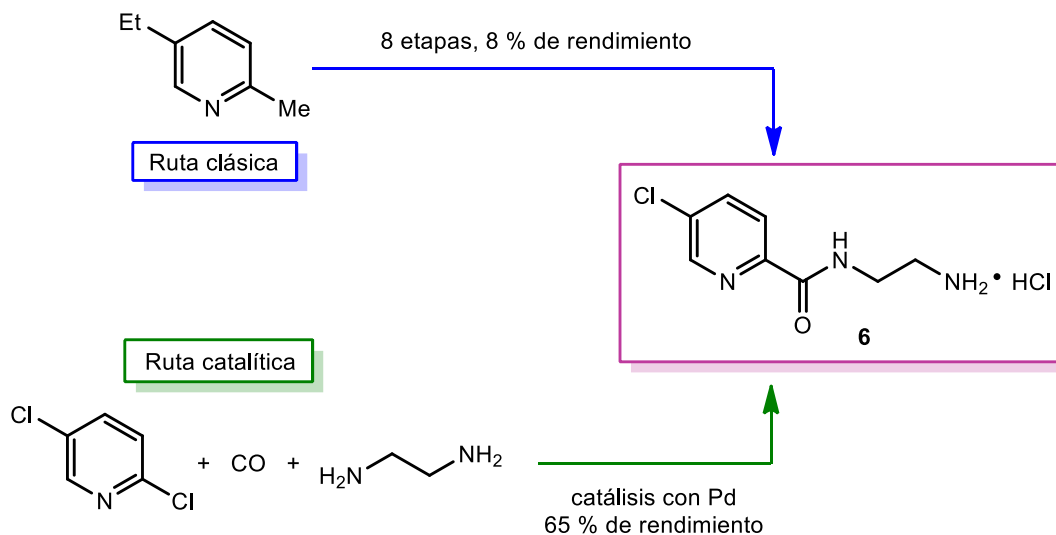 Et
N
Me
8 etapas, 8 % de rendimiento
Ruta clásica
Cl
N
H
N
O
NH₂
• HCl
6
Ruta catalítica
Cl
N
Cl
+ CO +
H₂N
NH₂
catálisis con Pd
65 % de rendimiento